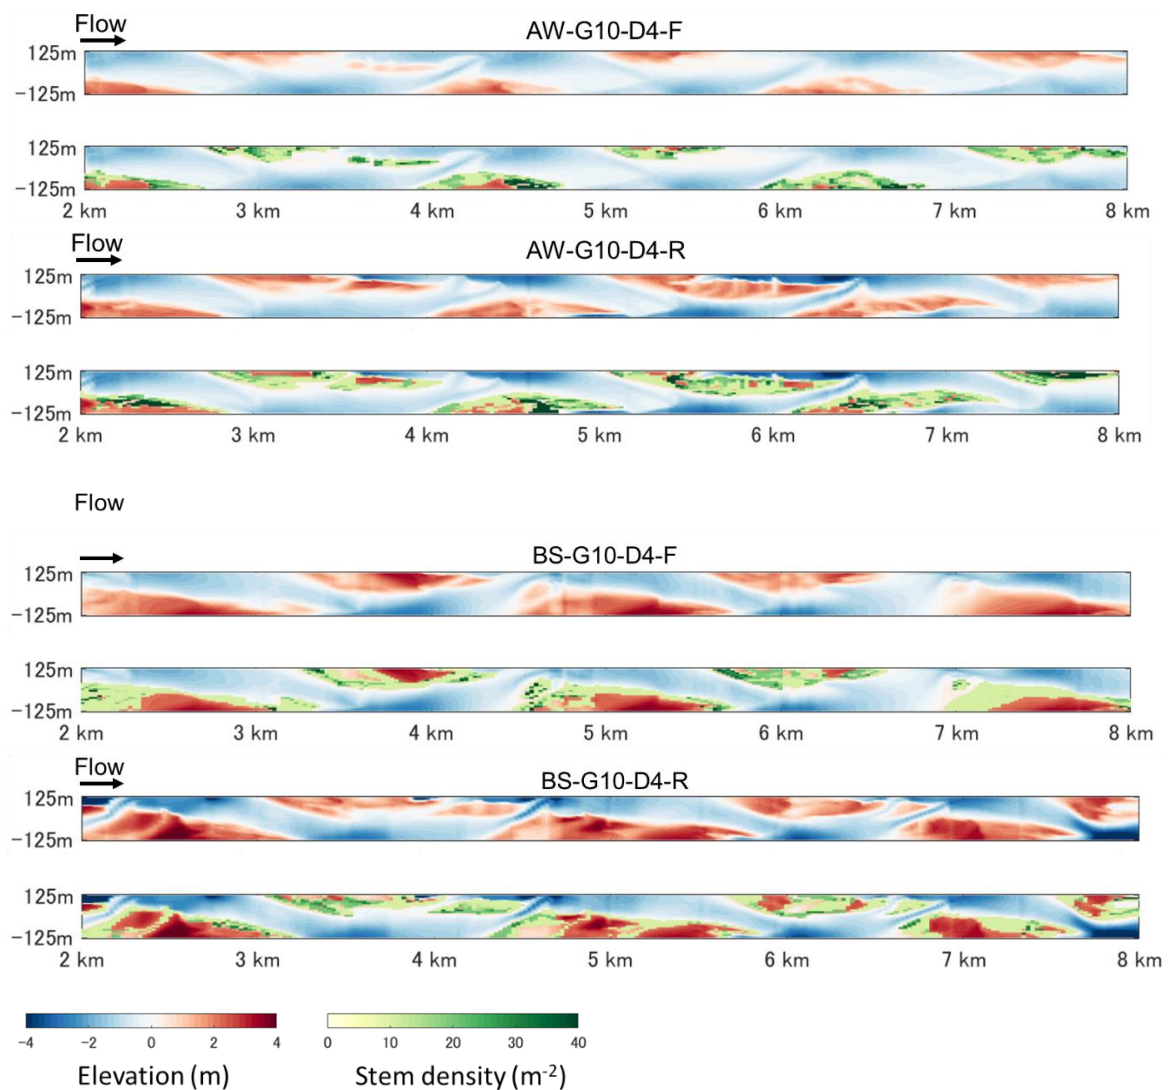 Flow
AW-G10-D4-F
125m
-125m
125m
-125m
2 km 3 km 4 km 5 km 6 km 7 km 8 km
Flow
AW-G10-D4-R
125m
-125m
125m
-125m
2 km 3 km 4 km 5 km 6 km 7 km 8 km
Flow
BS-G10-D4-F
125m
-125m
125m
-125m
2 km 3 km 4 km 5 km 6 km 7 km 8 km
Flow
BS-G10-D4-R
125m
-125m
125m
-125m
2 km 3 km 4 km 5 km 6 km 7 km 8 km
-4 -2 0 2 4
0 10 20 30 40
Elevation (m)
Stem density (m⁻²)